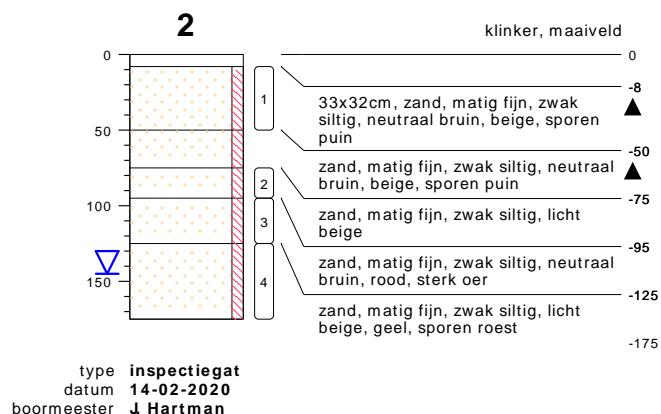 2
klinker, maaiveld
0
0
-8
33x32cm, zand, matig fijn, zwak
siltig, neutraal bruin, beige, sporen
puin
1
50
-50
zand, matig fijn, zwak siltig, neutraal
bruin, beige, sporen puin
2
-75
zand, matig fijn, zwak siltig, licht
beige
100
3
-95
zand, matig fijn, zwak siltig, neutraal
bruin, rood, sterk oer
150
4
-125
zand, matig fijn, zwak siltig, licht
beige, geel, sporen roest
-175
type inspectiegat
datum 14-02-2020
boormeester J. Hartman